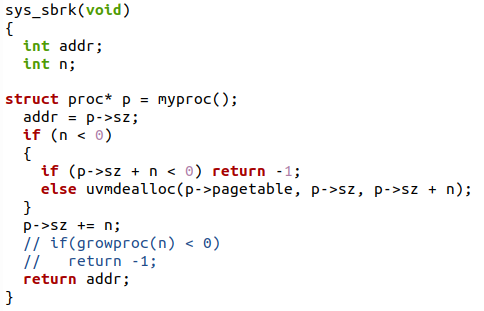 sys_sbrk(void)
{
  int addr;
  int n;

struct proc* p = myproc();
  addr = p->sz;
  if (n < 0)
  {
    if (p->sz + n < 0) return -1;
    else uvmdealloc(p->pagetable, p->sz, p->sz + n);
  }
  p->sz += n;
  // if(growproc(n) < 0)
  //   return -1;
  return addr;
}